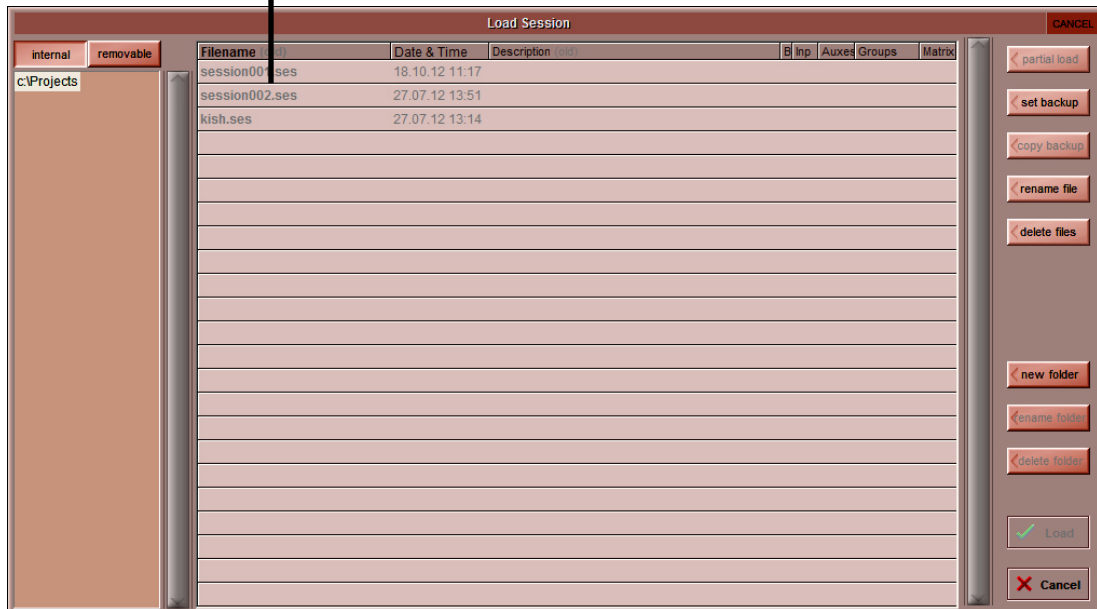 Load Session
CANCEL
internal removable
c:\Projects
Filename (old) Date & Time Description (old) B Inp Auxes Groups Matrix
session001.ses 18.10.12 11:17
session002.ses 27.07.12 13:51
kish.ses 27.07.12 13:14
partial load
set backup
copy backup
rename file
delete files
new folder
rename folder
delete folder
Load
Cancel